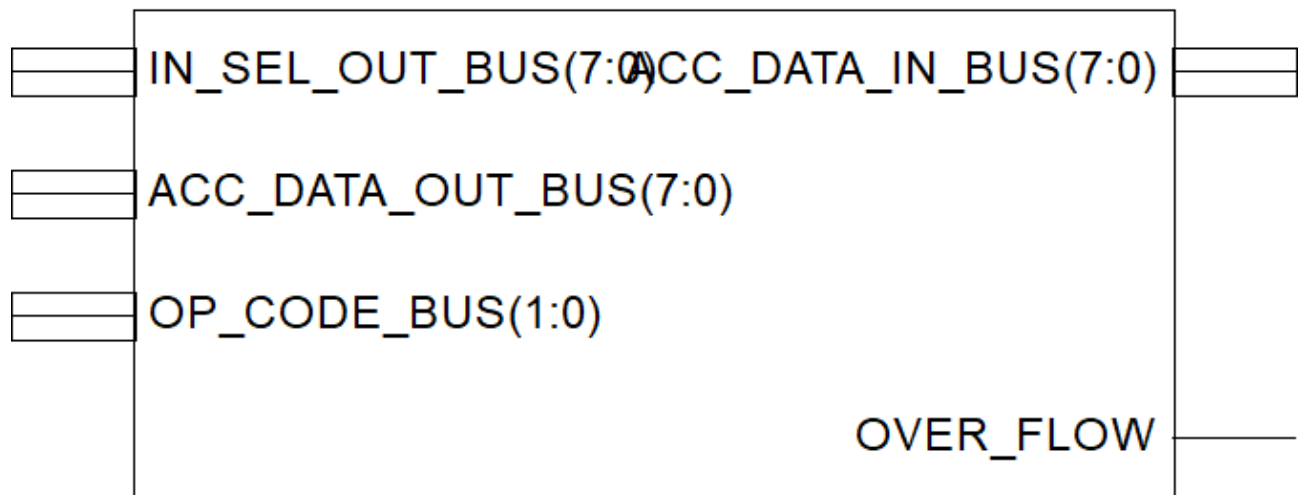 IN_SEL_OUT_BUS(7:0)
ACC_DATA_IN_BUS(7:0)
ACC_DATA_OUT_BUS(7:0)
OP_CODE_BUS(1:0)
OVER_FLOW